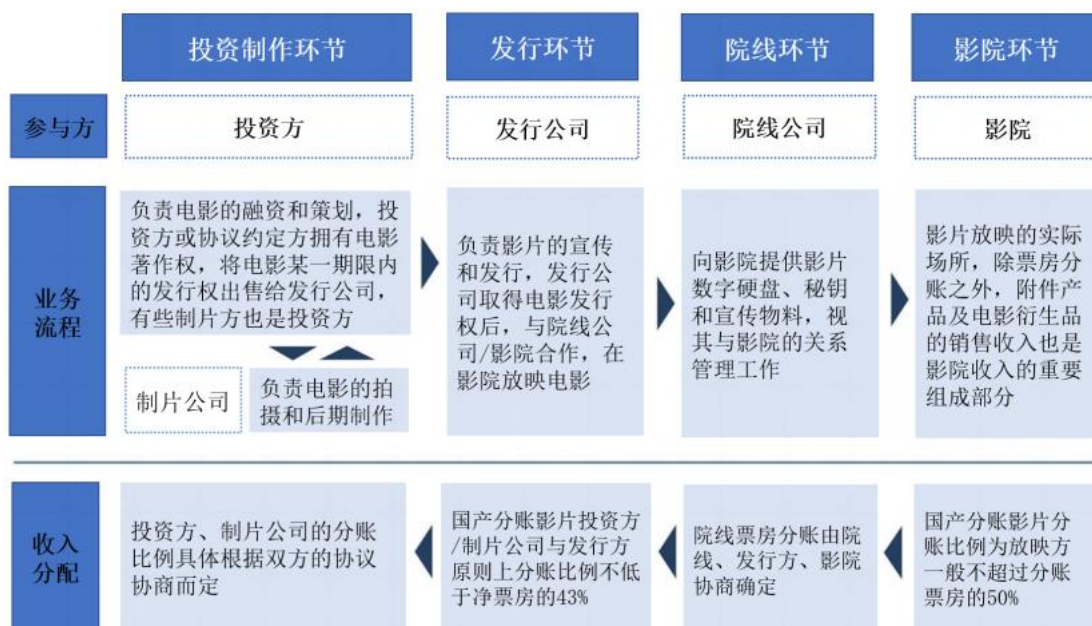 投资制作环节
发行环节
院线环节
影院环节
参与方
投资方
发行公司
院线公司
影院
业务
流程
负责电影的融资和策划，投
资方或协议约定方拥有电影
著作权，将电影某一期限内
的发行权出售给发行公司，
有些制片方也是投资方
制片公司
负责电影的拍
摄和后期制作
负责影片的宣传
和发行，发行公
司取得电影发行
权后，与院线公
司/影院合作，在
影院放映电影
向影院提供影片
数字硬盘、秘钥
和宣传物料，视
其与影院的关系
管理工作
影片放映的实际
场所，除票房分
账之外，附件产
品及电影衍生品
的销售收入也是
影院收入的重要
组成部分
收入
分配
投资方、制片公司的分账
比例具体根据双方的协议
协商而定
国产分账影片投资方
/制片公司与发行方
原则上分账比例不低
于净票房的43%
院线票房分账由院
线、发行方、影院
协商确定
国产分账影片分
账比例为放映方
一般不超过分账
票房的50%